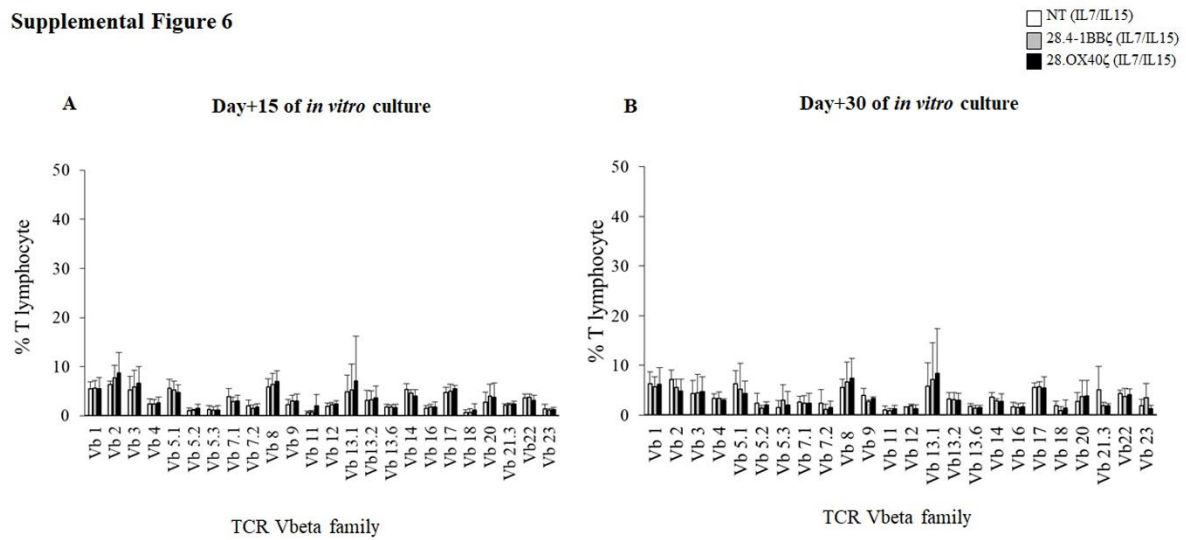 Supplemental Figure 6
NT (IL7/IL15)
28.4-1BBζ (IL7/IL15)
28.OX40ζ (IL7/IL15)
A
Day+15 of in vitro culture
% T lymphocyte
50
40
30
20
10
0
Vb 1
Vb 2
Vb 3
Vb 4
Vb 5.1
Vb 5.2
Vb 5.3
Vb 7.1
Vb 7.2
Vb 8
Vb 9
Vb 11
Vb 12
Vb 13.1
Vb13.2
Vb 13.6
Vb 14
Vb 16
Vb 17
Vb 18
Vb 20
Vb 21.3
Vb22
Vb 23
TCR Vbeta family
B
Day+30 of in vitro culture
% T lymphocyte
50
40
30
20
10
0
Vb 1
Vb 2
Vb 3
Vb 4
Vb 5.1
Vb 5.2
Vb 5.3
Vb 7.1
Vb 7.2
Vb 8
Vb 9
Vb 11
Vb 12
Vb 13.1
Vb13.2
Vb 13.6
Vb 14
Vb 16
Vb 17
Vb 18
Vb 20
Vb 21.3
Vb22
Vb 23
TCR Vbeta family